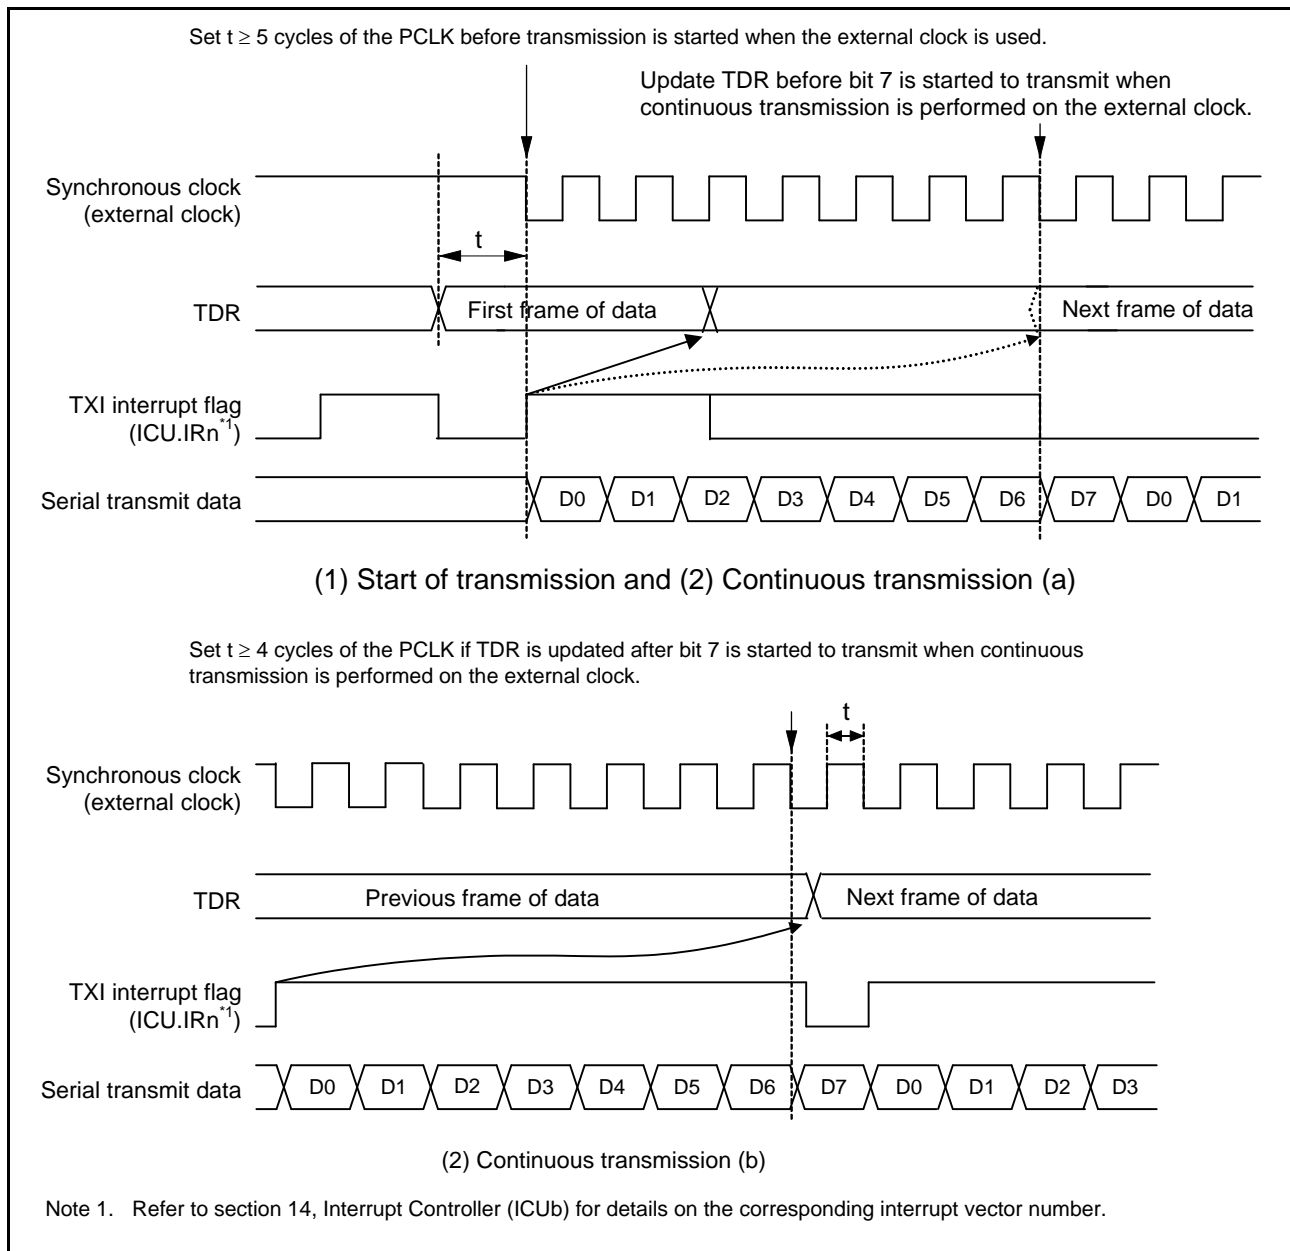 Set t ≥ 5 cycles of the PCLK before transmission is started when the external clock is used.
Update TDR before bit 7 is started to transmit when
continuous transmission is performed on the external clock.
Synchronous clock
(external clock)
t
TDR
First frame of data
Next frame of data
TXI interrupt flag
(ICU.IRn*1)
Serial transmit data
D0 D1 D2 D3 D4 D5 D6 D7 D0 D1
(1) Start of transmission and (2) Continuous transmission (a)
Set t ≥ 4 cycles of the PCLK if TDR is updated after bit 7 is started to transmit when continuous
transmission is performed on the external clock.
t
Synchronous clock
(external clock)
TDR
Previous frame of data
Next frame of data
TXI interrupt flag
(ICU.IRn*1)
Serial transmit data
D0 D1 D2 D3 D4 D5 D6 D7 D0 D1 D2 D3
(2) Continuous transmission (b)
Note 1. Refer to section 14, Interrupt Controller (ICUb) for details on the corresponding interrupt vector number.